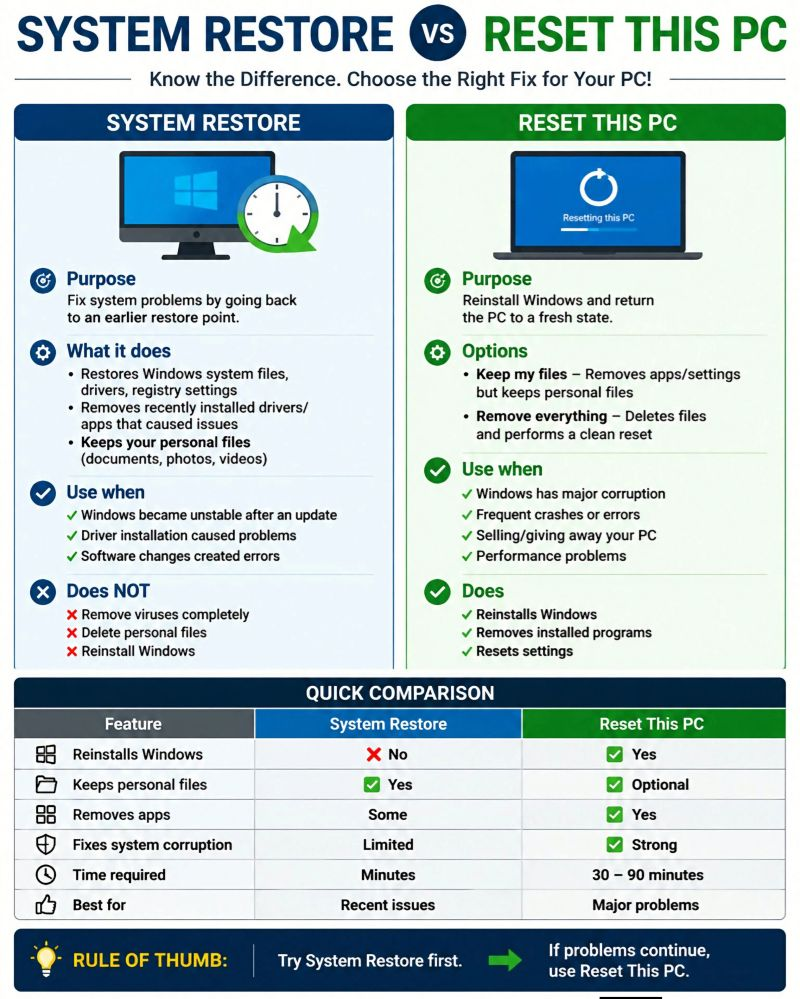 SYSTEM RESTORE VS RESET THIS PC
Know the Difference. Choose the Right Fix for Your PC!
SYSTEM RESTORE
Purpose
Fix system problems by going back
to an earlier restore point.
What it does
• Restores Windows system files,
drivers, registry settings
• Removes recently installed drivers/
apps that caused issues
• Keeps your personal files
(documents, photos, videos)
Use when
✓ Windows became unstable after an update
✓ Driver installation caused problems
✓ Software changes created errors
Does NOT
✗ Remove viruses completely
✗ Delete personal files
✗ Reinstall Windows
RESET THIS PC
Resetting this PC
Purpose
Reinstall Windows and return
the PC to a fresh state.
Options
• Keep my files – Removes apps/settings
but keeps personal files
• Remove everything – Deletes files
and performs a clean reset
Use when
✓ Windows has major corruption
✓ Frequent crashes or errors
✓ Selling/giving away your PC
✓ Performance problems
Does
✓ Reinstalls Windows
✓ Removes installed programs
✓ Resets settings
QUICK COMPARISON
Feature System Restore Reset This PC
Reinstalls Windows ❌ No ✅ Yes
Keeps personal files ✅ Yes ✅ Optional
Removes apps Some ✅ Yes
Fixes system corruption Limited ✅ Strong
Time required Minutes 30 – 90 minutes
Best for Recent issues Major problems
RULE OF THUMB: Try System Restore first. If problems continue,
use Reset This PC.